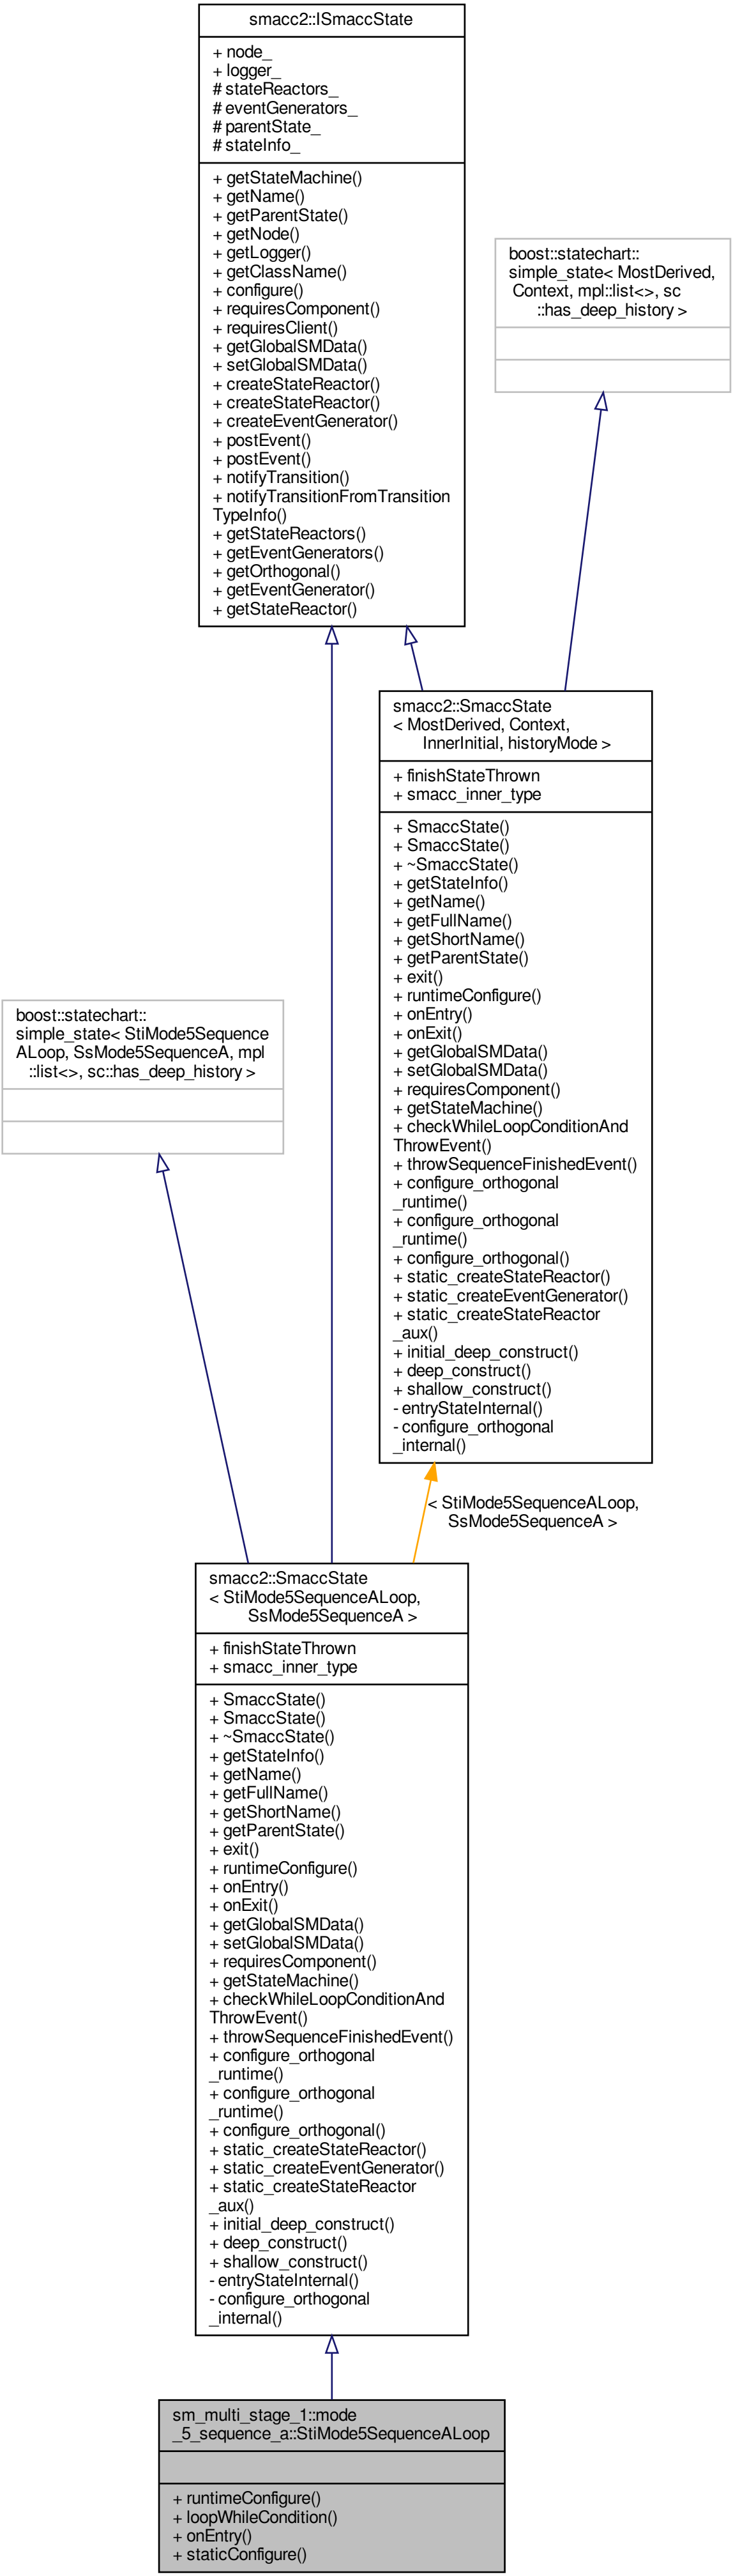 smacc2::ISmaccState
+ node_
+ logger_
# stateReactors_
# eventGenerators_
# parentState_
# stateInfo_
+ getStateMachine()
+ getName()
+ getParentState()
+ getNode()
+ getLogger()
+ getClassName()
+ configure()
+ requiresComponent()
+ requiresClient()
+ getGlobalSMData()
+ setGlobalSMData()
+ createStateReactor()
+ createStateReactor()
+ createEventGenerator()
+ postEvent()
+ postEvent()
+ notifyTransition()
+ notifyTransitionFromTransition
TypeInfo()
+ getStateReactors()
+ getEventGenerators()
+ getOrthogonal()
+ getEventGenerator()
+ getStateReactor()
boost::statechart::
simple_state< MostDerived,
Context, mpl::list<>, sc
::has_deep_history >
smacc2::SmaccState
< MostDerived, Context,
InnerInitial, historyMode >
+ finishStateThrown
+ smacc_inner_type
+ SmaccState()
+ SmaccState()
+ ~SmaccState()
+ getStateInfo()
+ getName()
+ getFullName()
+ getShortName()
+ getParentState()
+ exit()
+ runtimeConfigure()
+ onEntry()
+ onExit()
+ getGlobalSMData()
+ setGlobalSMData()
+ requiresComponent()
+ getStateMachine()
+ checkWhileLoopConditionAnd
ThrowEvent()
+ throwSequenceFinishedEvent()
+ configure_orthogonal
_runtime()
+ configure_orthogonal
_runtime()
+ configure_orthogonal()
+ static_createStateReactor()
+ static_createEventGenerator()
+ static_createStateReactor
_aux()
+ initial_deep_construct()
+ deep_construct()
+ shallow_construct()
- entryStateInternal()
- configure_orthogonal
_internal()
boost::statechart::
simple_state< StiMode5Sequence
ALoop, SsMode5SequenceA, mpl
::list<>, sc::has_deep_history >
< StiMode5SequenceALoop,
SsMode5SequenceA >
smacc2::SmaccState
< StiMode5SequenceALoop,
SsMode5SequenceA >
+ finishStateThrown
+ smacc_inner_type
+ SmaccState()
+ SmaccState()
+ ~SmaccState()
+ getStateInfo()
+ getName()
+ getFullName()
+ getShortName()
+ getParentState()
+ exit()
+ runtimeConfigure()
+ onEntry()
+ onExit()
+ getGlobalSMData()
+ setGlobalSMData()
+ requiresComponent()
+ getStateMachine()
+ checkWhileLoopConditionAnd
ThrowEvent()
+ throwSequenceFinishedEvent()
+ configure_orthogonal
_runtime()
+ configure_orthogonal
_runtime()
+ configure_orthogonal()
+ static_createStateReactor()
+ static_createEventGenerator()
+ static_createStateReactor
_aux()
+ initial_deep_construct()
+ deep_construct()
+ shallow_construct()
- entryStateInternal()
- configure_orthogonal
_internal()
sm_multi_stage_1::mode
_5_sequence_a::StiMode5SequenceALoop
+ runtimeConfigure()
+ loopWhileCondition()
+ onEntry()
+ staticConfigure()